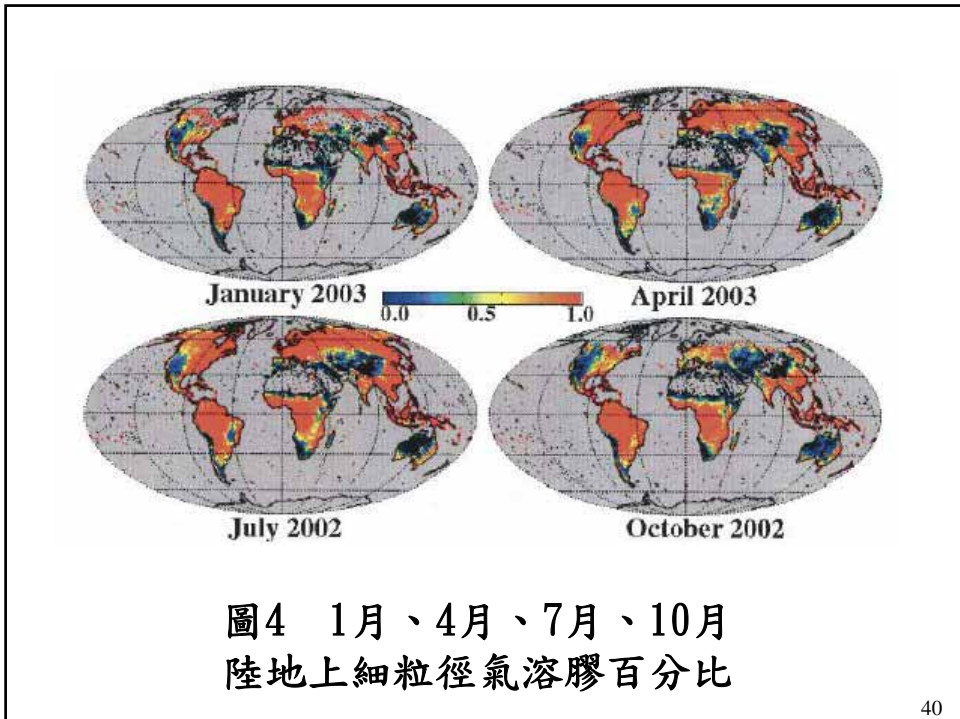 January 2003
April 2003
0.0 0.5 1.0
July 2002
October 2002
圖4 1月、4月、7月、10月
陸地上細粒徑氣溶膠百分比
40